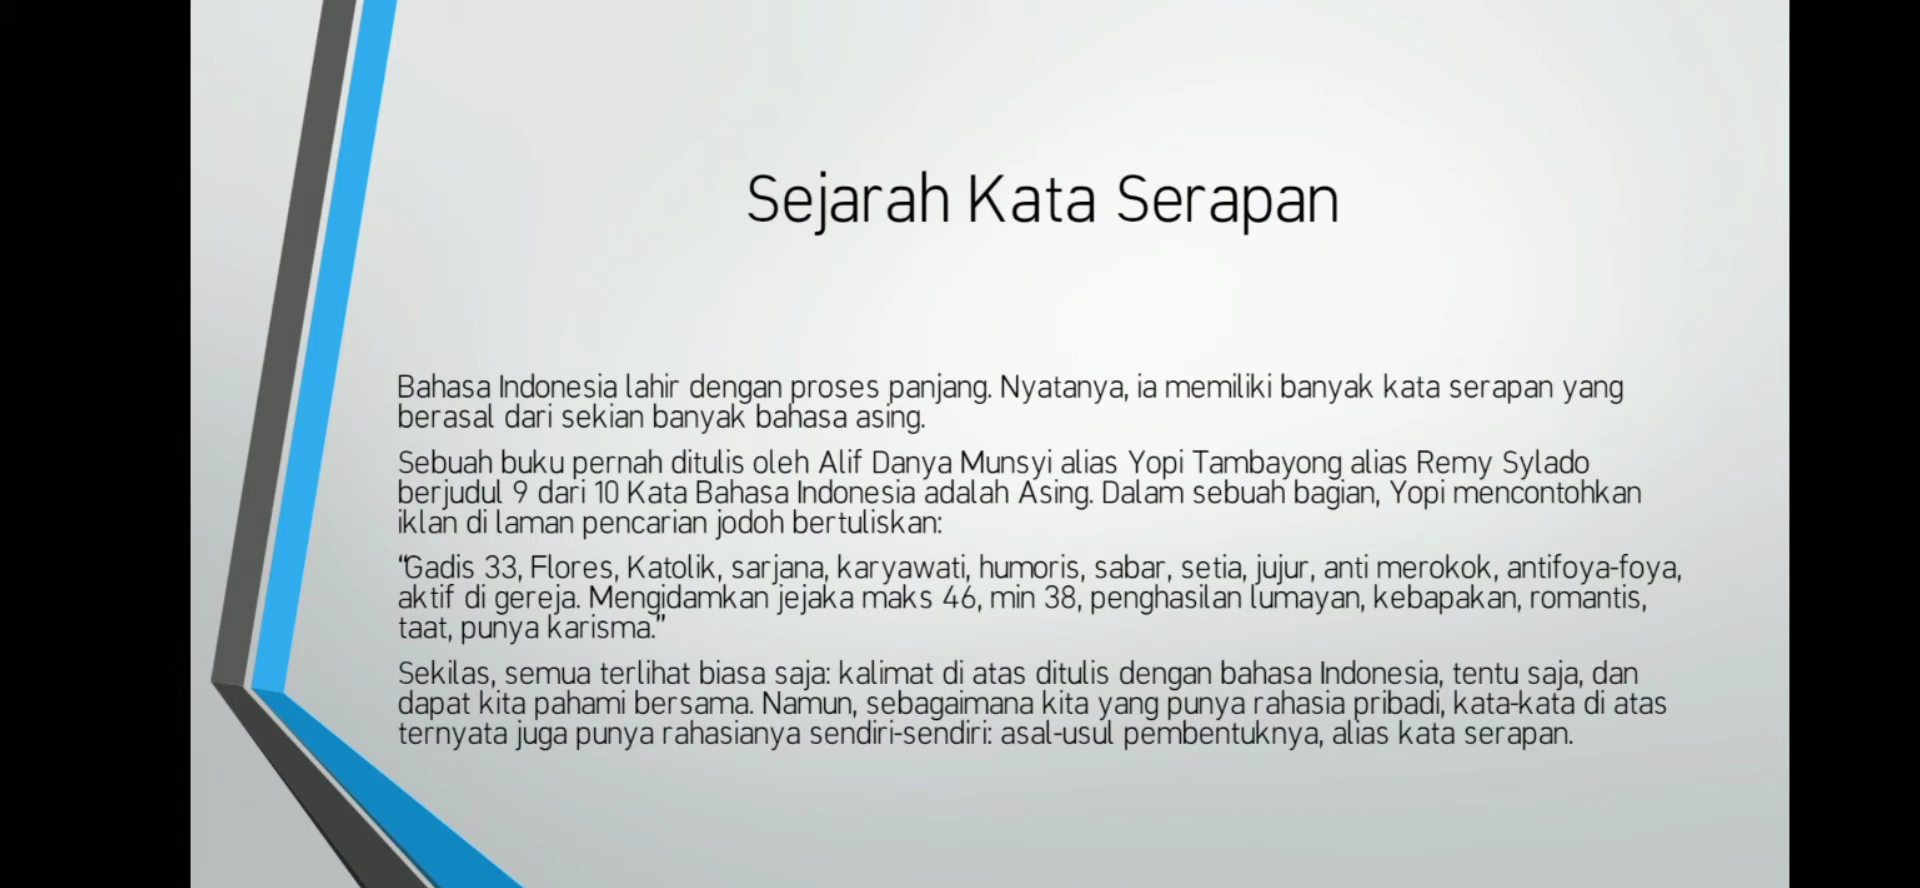 Sejarah Kata Serapan
Bahasa Indonesia lahir dengan proses panjang. Nyatanya, ia memiliki banyak kata serapan yang
berasal dari sekian banyak bahasa asing.
Sebuah buku pernah ditulis oleh Alif Danya Munsyi alias Yopi Tambayong alias Remy Sylado
berjudul 9 dari 10 Kata Bahasa Indonesia adalah Asing. Dalam sebuah bagian, Yopi mencontohkan
iklan di laman pencarian jodoh bertuliskan:
“Gadis 33, Flores, Katolik, sarjana, karyawati, humoris, sabar, setia, jujur, anti merokok, antifoya-foya,
aktif di gereja. Mengidamkan jejaka maks 46, min 38, penghasilan lumayan, kebapakan, romantis,
taat, punya karisma.”
Sekilas, semua terlihat biasa saja: kalimat di atas ditulis dengan bahasa Indonesia, tentu saja, dan
dapat kita pahami bersama. Namun, sebagaimana kita yang punya rahasia pribadi, kata-kata di atas
ternyata juga punya rahasianya sendiri-sendiri: asal-usul pembentuknya, alias kata serapan.